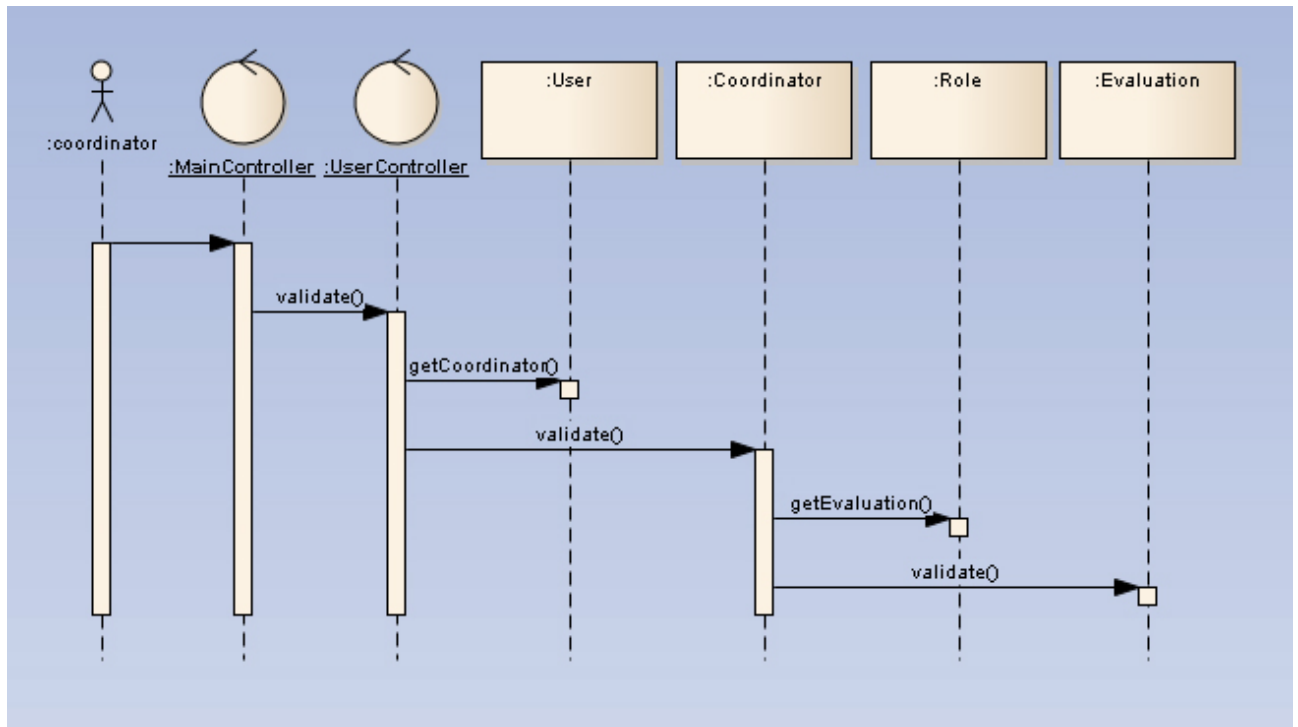 :coordinator
:MainController
:UserController
:User
:Coordinator
:Role
:Evaluation
validate()
getCoordinator()
validate()
getEvaluation()
validate()